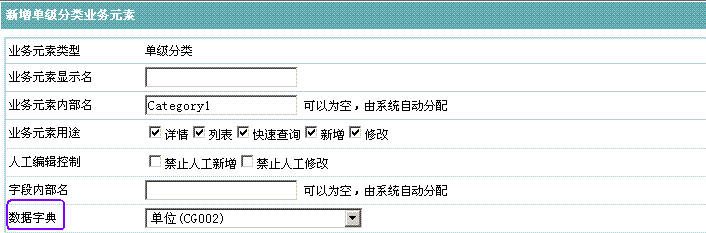 新增单级分类业务元素
业务元素类型 单级分类
业务元素显示名
业务元素内部名 Category1 可以为空，由系统自动分配
业务元素用途 详情 列表 快速查询 新增 修改
人工编辑控制 禁止人工新增 禁止人工修改
字段内部名 可以为空，由系统自动分配
数据字典 单位(CG002)